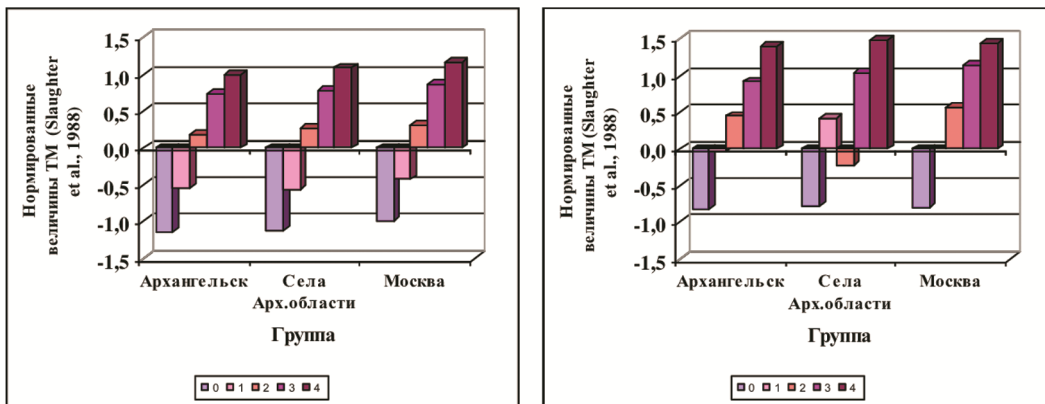 Нормированные
величины ТМ (Slaughter
et al., 1988)
1,5
1,0
0,5
0,0
-0,5
-1,0
-1,5
Архангельск Села Москва
Арх.области
Группа
0 1 2 3 4
Нормированные
величины ТМ (Slaughter
et al., 1988)
1,5
1,0
0,5
0,0
-0,5
-1,0
-1,5
Архангельск Села Москва
Арх.области
Группа
0 1 2 3 4